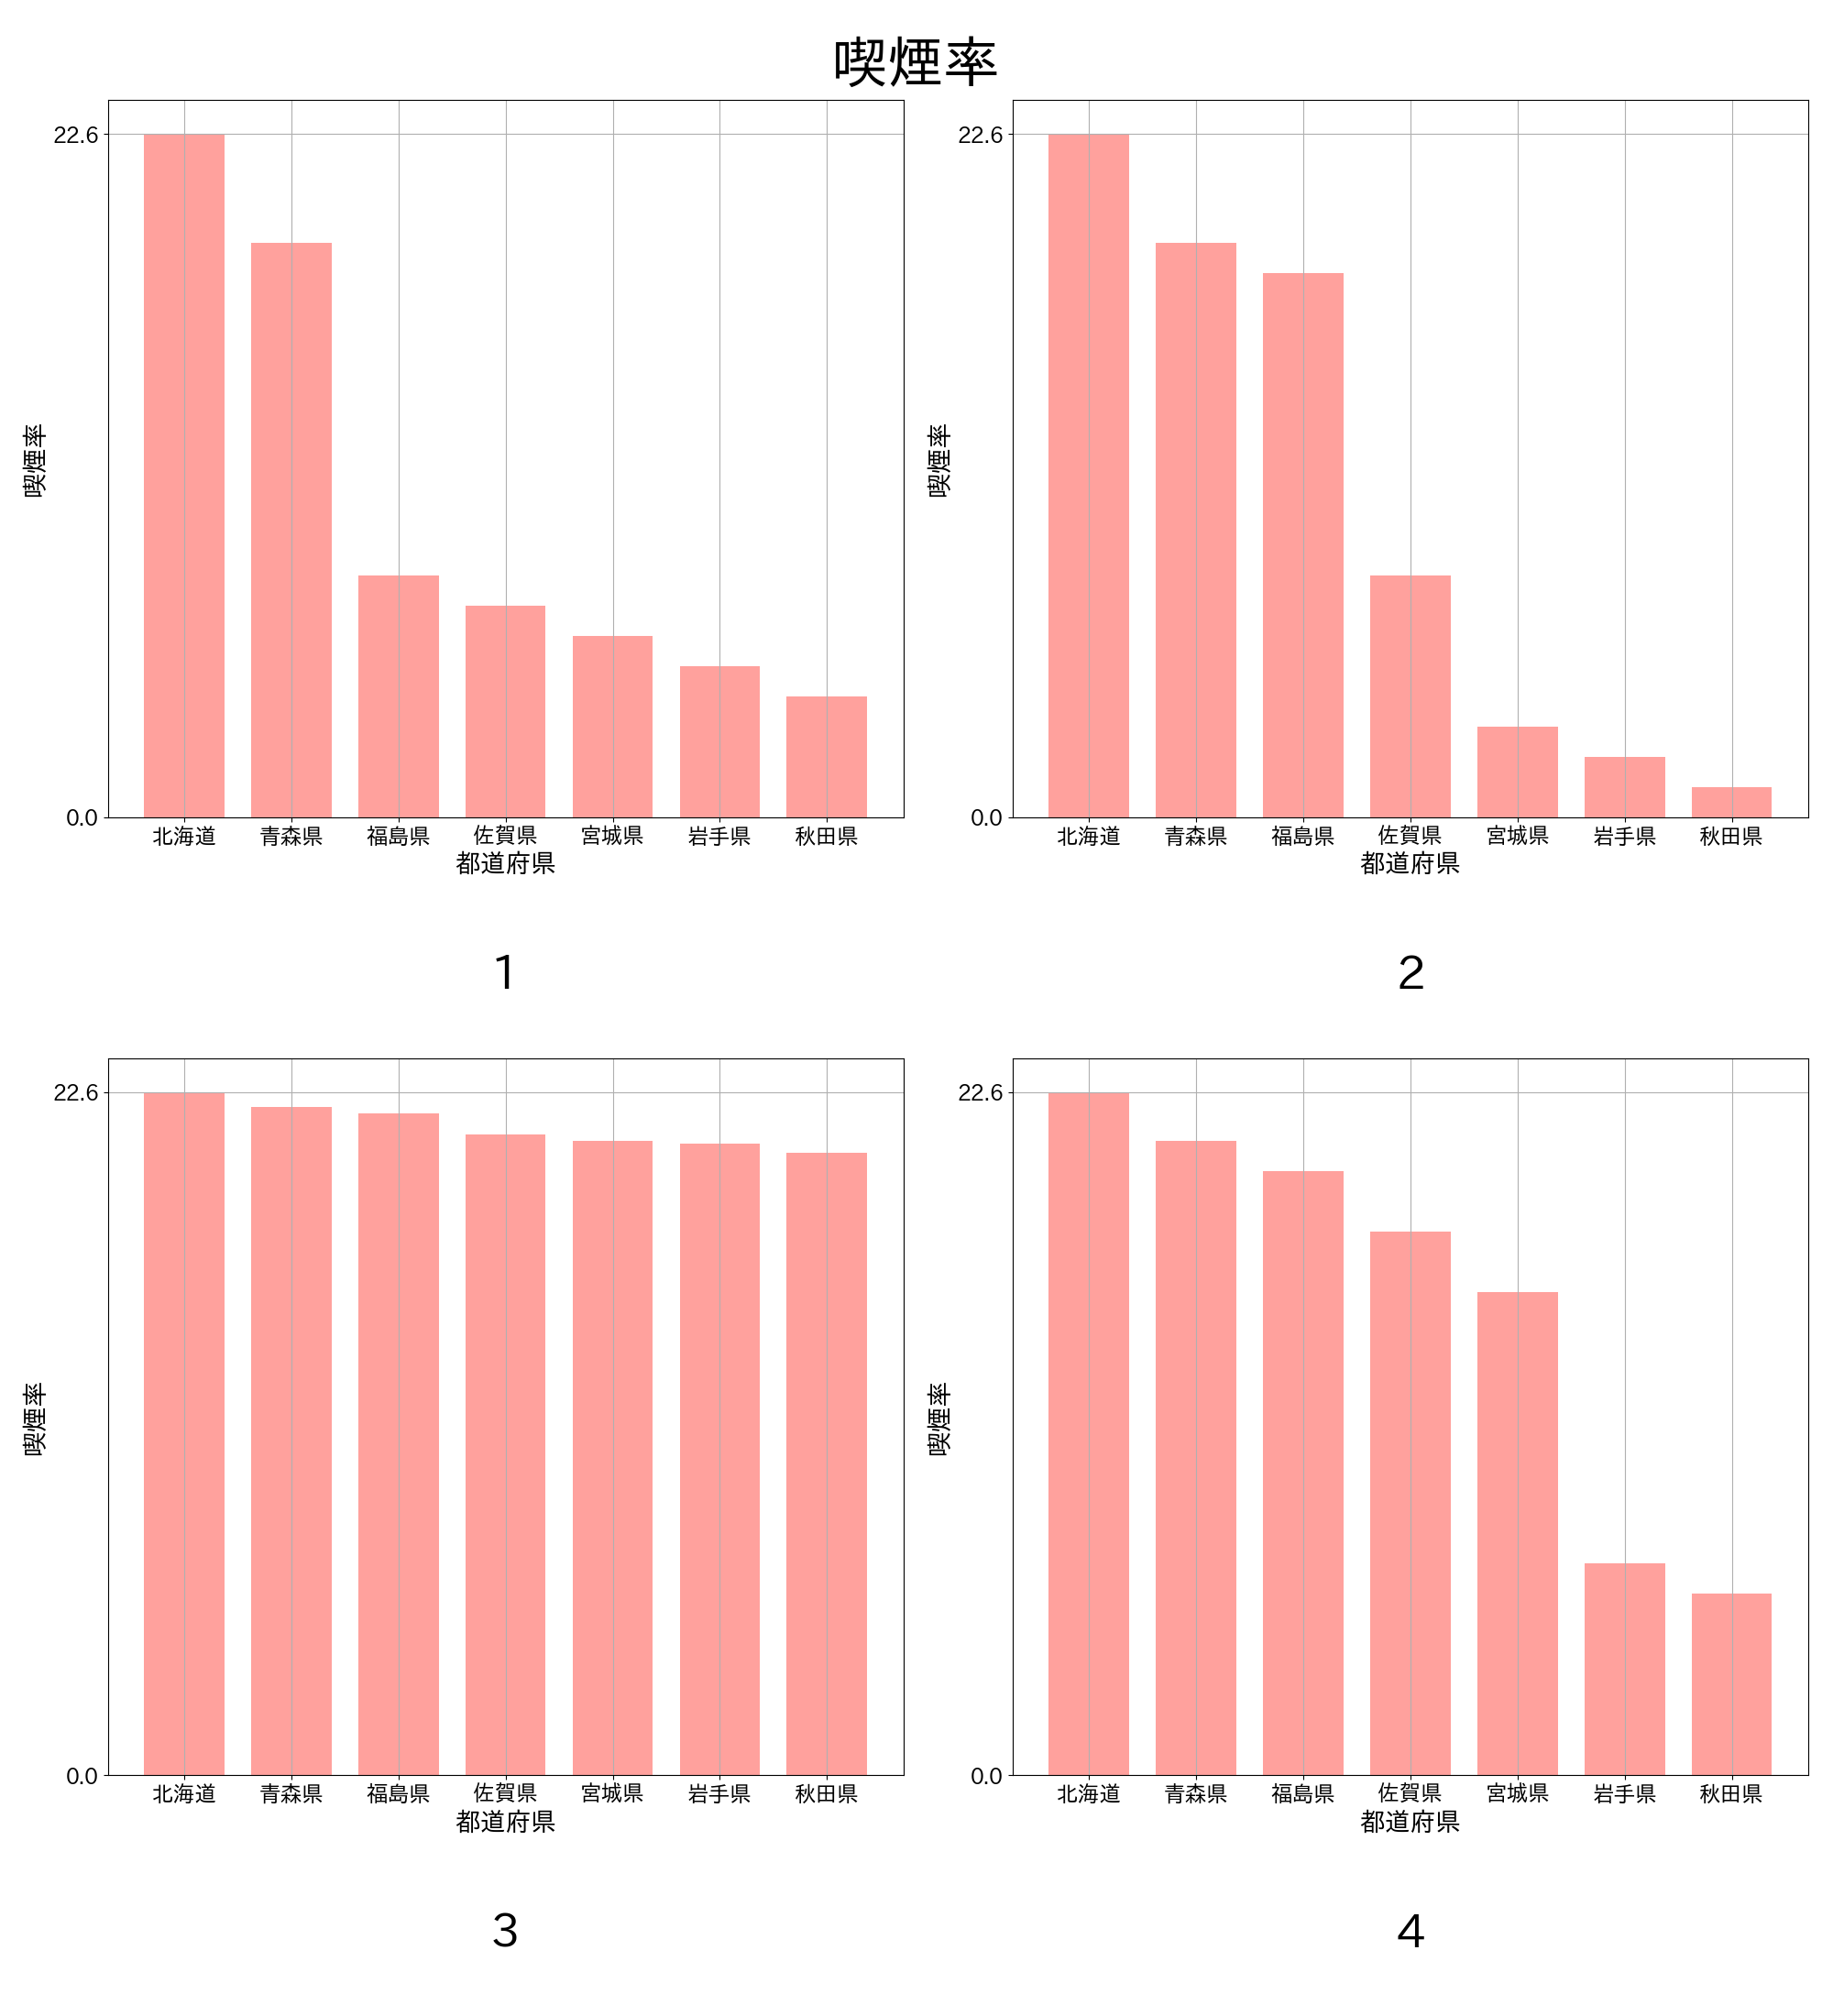 喫煙率
22.6
0.0
喫煙率
北海道 青森県 福島県 佐賀県 宮城県 岩手県 秋田県
都道府県
1
22.6
0.0
喫煙率
北海道 青森県 福島県 佐賀県 宮城県 岩手県 秋田県
都道府県
2
22.6
0.0
喫煙率
北海道 青森県 福島県 佐賀県 宮城県 岩手県 秋田県
都道府県
3
22.6
0.0
喫煙率
北海道 青森県 福島県 佐賀県 宮城県 岩手県 秋田県
都道府県
4